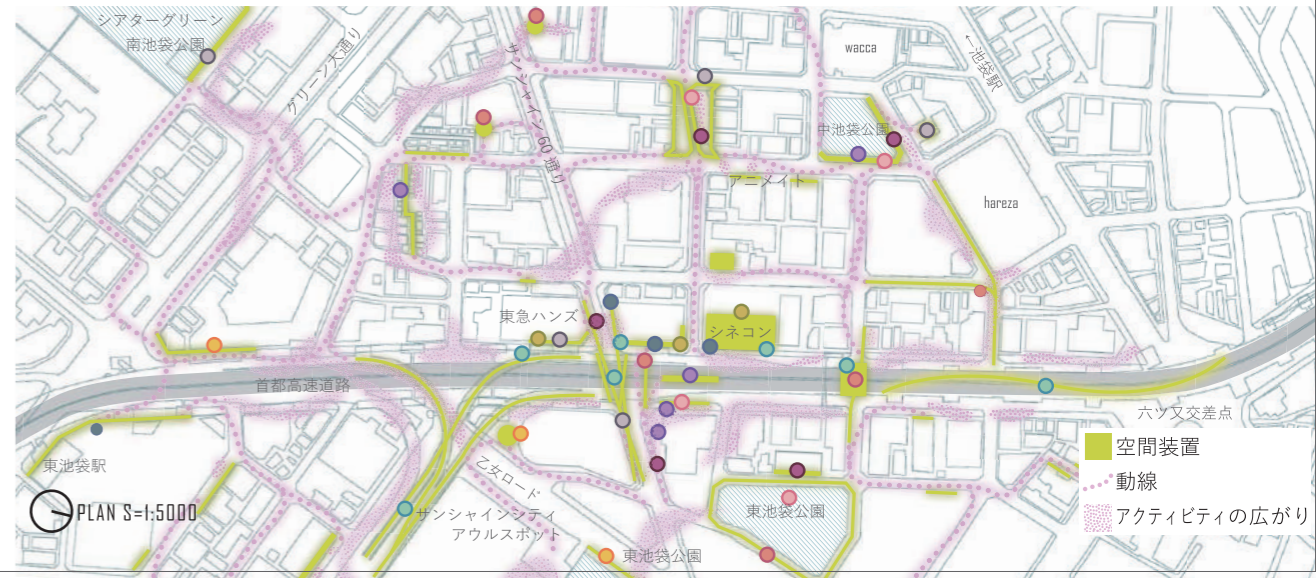 シアターグリーン
南池袋公園
グリーン大通り
サンシャイン60通り
wacca
←池袋駅
中池袋公園
アニメイト
hareza
東急ハンズ
シネコン
首都高速道路
六ツ又交差点
東池袋駅
乙女ロード
サンシャインシティ
アウルスポット
東池袋公園
東池袋公園
PLAN S=1:5000
空間装置
動線
アクティビティの広がり